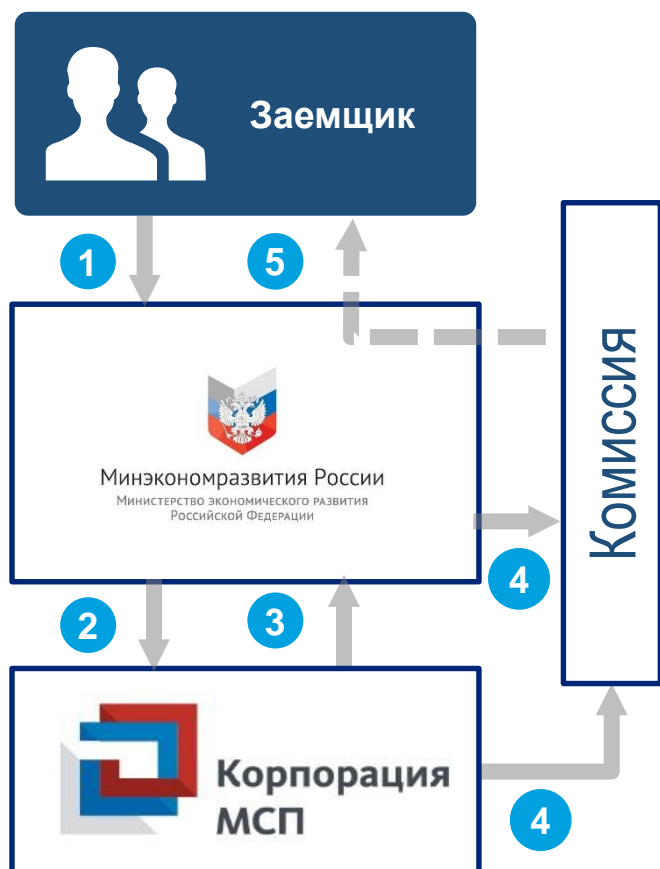 Заемщик
1
5
Минэкономразвития России
Министерство экономического развития
Российской Федерации
Комиссия
4
2
3
Корпорация
МСП
4